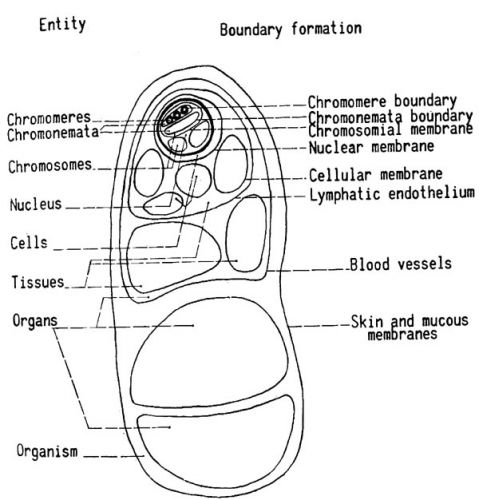 Entity
Boundary formation
Chromomeres
Chromonemata
Chromosomes
Nucleus
Cells
Tissues
Organs
Organism
Chromomere boundary
Chromonemata boundary
Chromosomial membrane
Nuclear membrane
Cellular membrane
Lymphatic endothelium
Blood vessels
Skin and mucous
membranes